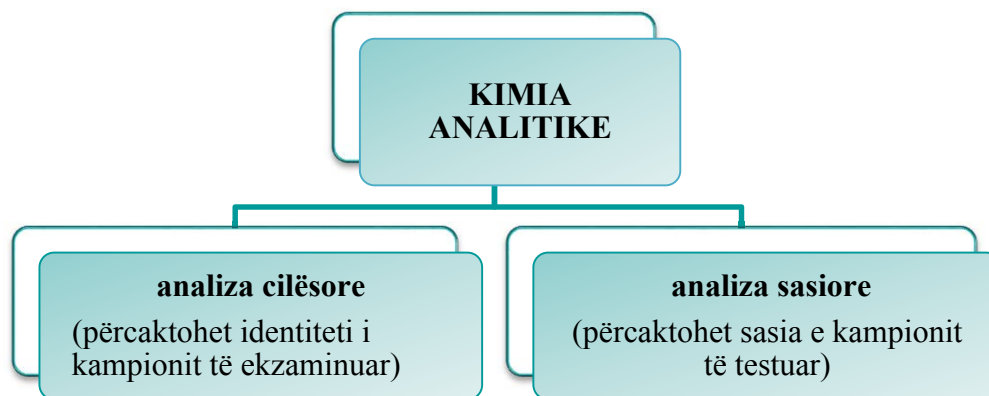 KIMIA
ANALITIKE
analiza cilësore
(përcaktohet identiteti i
kampionit të ekzaminuar)
analiza sasiore
(përcaktohet sasia e kampionit
të testuar)